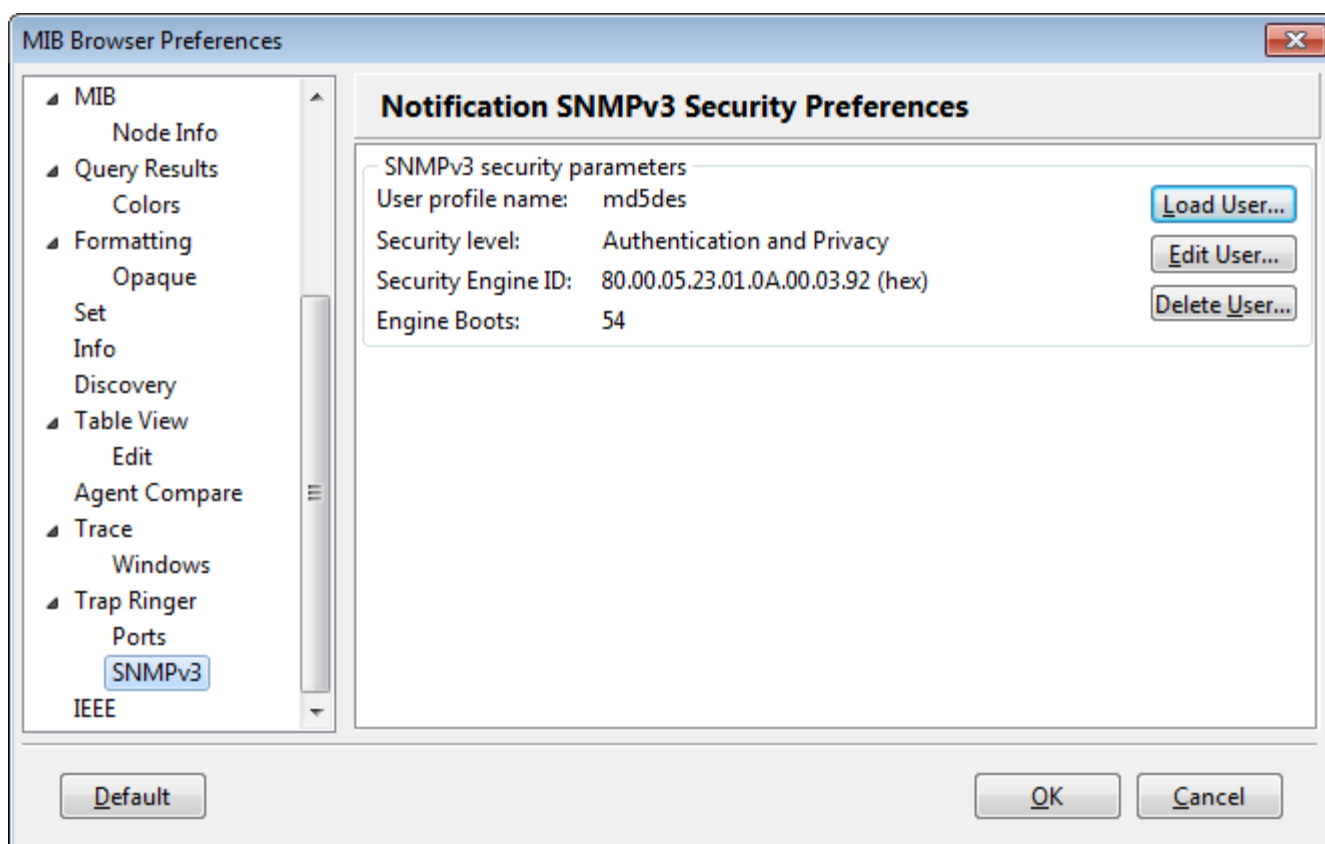 MIB Browser Preferences
MIB
Node Info
Query Results
Colors
Formatting
Opaque
Set
Info
Discovery
Table View
Edit
Agent Compare
Trace
Windows
Trap Ringer
Ports
SNMPv3
IEEE
Notification SNMPv3 Security Preferences
SNMPv3 security parameters
User profile name: md5des
Security level: Authentication and Privacy
Security Engine ID: 80.00.05.23.01.0A.00.03.92 (hex)
Engine Boots: 54
Load User...
Edit User...
Delete User...
Default
OK
Cancel